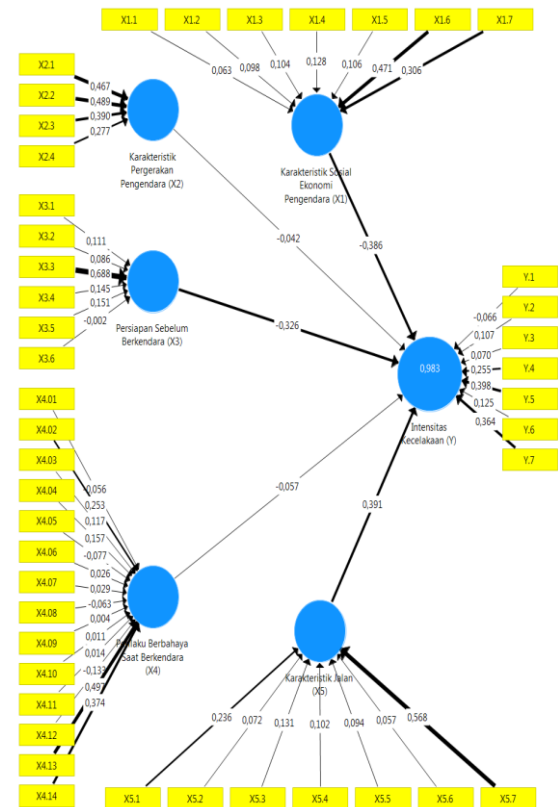 X1.1
X1.2
X1.3
X1.4
X1.5
X1.6
X1.7
0,063
0,098
0,104
0,128
0,106
0,471
0,306
Karakteristik Sosial
Ekonomi
Pengendara (X1)
X2.1
X2.2
X2.3
X2.4
0,467
0,489
0,390
0,277
Karakteristik
Pergerakan
Pengendara (X2)
-0,042
-0,386
X3.1
X3.2
X3.3
X3.4
X3.5
X3.6
0,111
0,086
0,688
0,145
0,151
-0,002
Persiapan Sebelum
Berkendara (X3)
-0,326
0,983
Intensitas
Kecelakaan (Y)
Y.1
Y.2
Y.3
Y.4
Y.5
Y.6
Y.7
-0,066
0,107
0,070
0,255
0,398
0,125
0,364
X4.01
X4.02
X4.03
X4.04
X4.05
X4.06
X4.07
X4.08
X4.09
X4.10
X4.11
X4.12
X4.13
X4.14
0,253
0,117
0,157
-0,077
0,026
0,029
-0,063
0,004
0,011
0,014
-0,133
0,497
0,374
Berbahaya
Saat Berkendara
(X4)
-0,057
0,391
Karakteristik Jalan
(X5)
0,236
0,072
0,131
0,102
0,094
0,057
0,568
X5.1
X5.2
X5.3
X5.4
X5.5
X5.6
X5.7